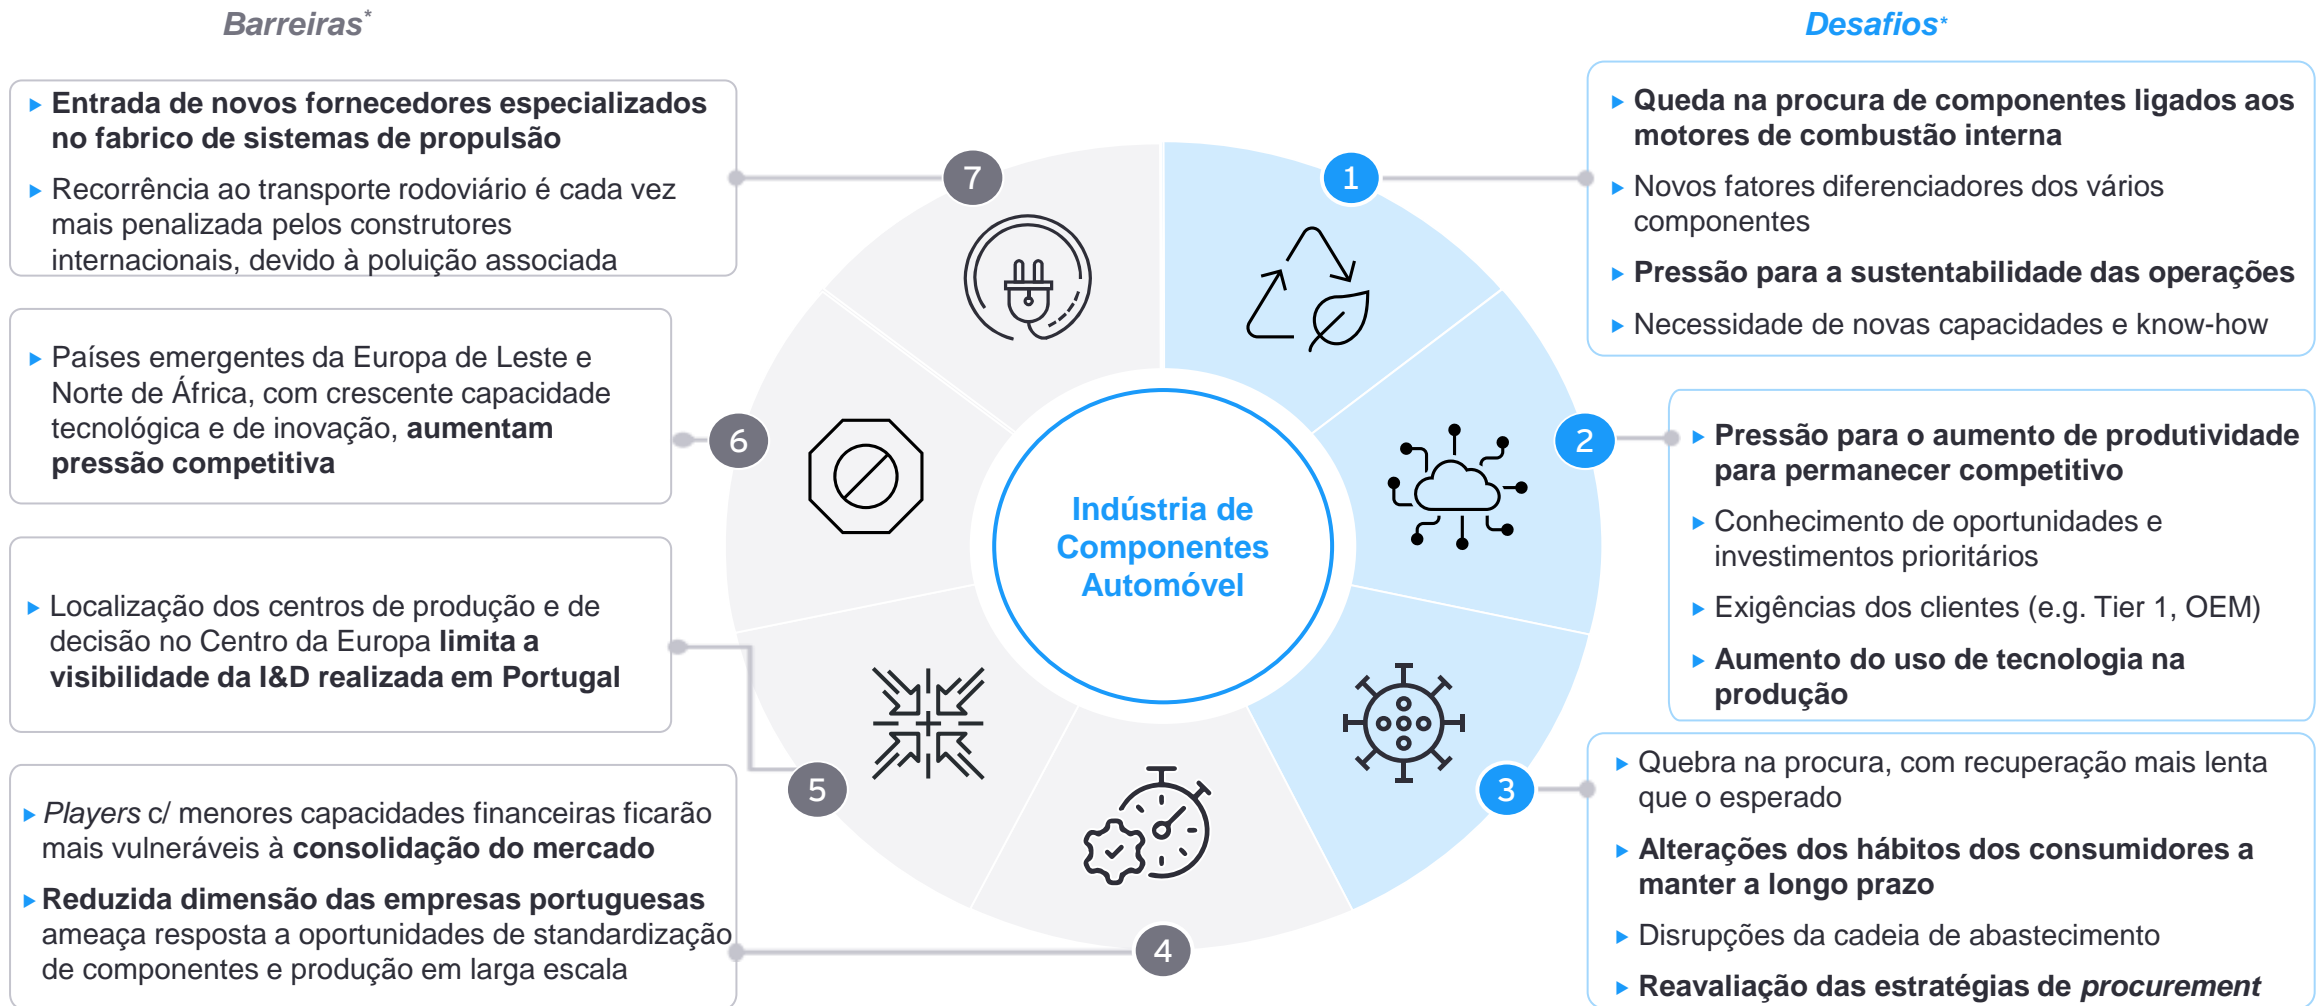 Barreiras*
Desafios*
▸ Entrada de novos fornecedores especializados
no fabrico de sistemas de propulsão
▸ Recorrência ao transporte rodoviário é cada vez
mais penalizada pelos construtores
internacionais, devido à poluição associada
7
▸ Países emergentes da Europa de Leste e
Norte de África, com crescente capacidade
tecnológica e de inovação, aumentam
pressão competitiva
6
▸ Localização dos centros de produção e de
decisão no Centro da Europa limita a
visibilidade da I&D realizada em Portugal
5
▸ Players c/ menores capacidades financeiras ficarão
mais vulneráveis à consolidação do mercado
▸ Reduzida dimensão das empresas portuguesas
ameaça resposta a oportunidades de standardização
de componentes e produção em larga escala
4
Indústria de
Componentes
Automóvel
1
▸ Queda na procura de componentes ligados aos
motores de combustão interna
▸ Novos fatores diferenciadores dos vários
componentes
▸ Pressão para a sustentabilidade das operações
▸ Necessidade de novas capacidades e know-how
2
▸ Pressão para o aumento de produtividade
para permanecer competitivo
▸ Conhecimento de oportunidades e
investimentos prioritários
▸ Exigências dos clientes (e.g. Tier 1, OEM)
▸ Aumento do uso de tecnologia na
produção
3
▸ Quebra na procura, com recuperação mais lenta
que o esperado
▸ Alterações dos hábitos dos consumidores a
manter a longo prazo
▸ Disrupções da cadeia de abastecimento
▸ Reavaliação das estratégias de procurement